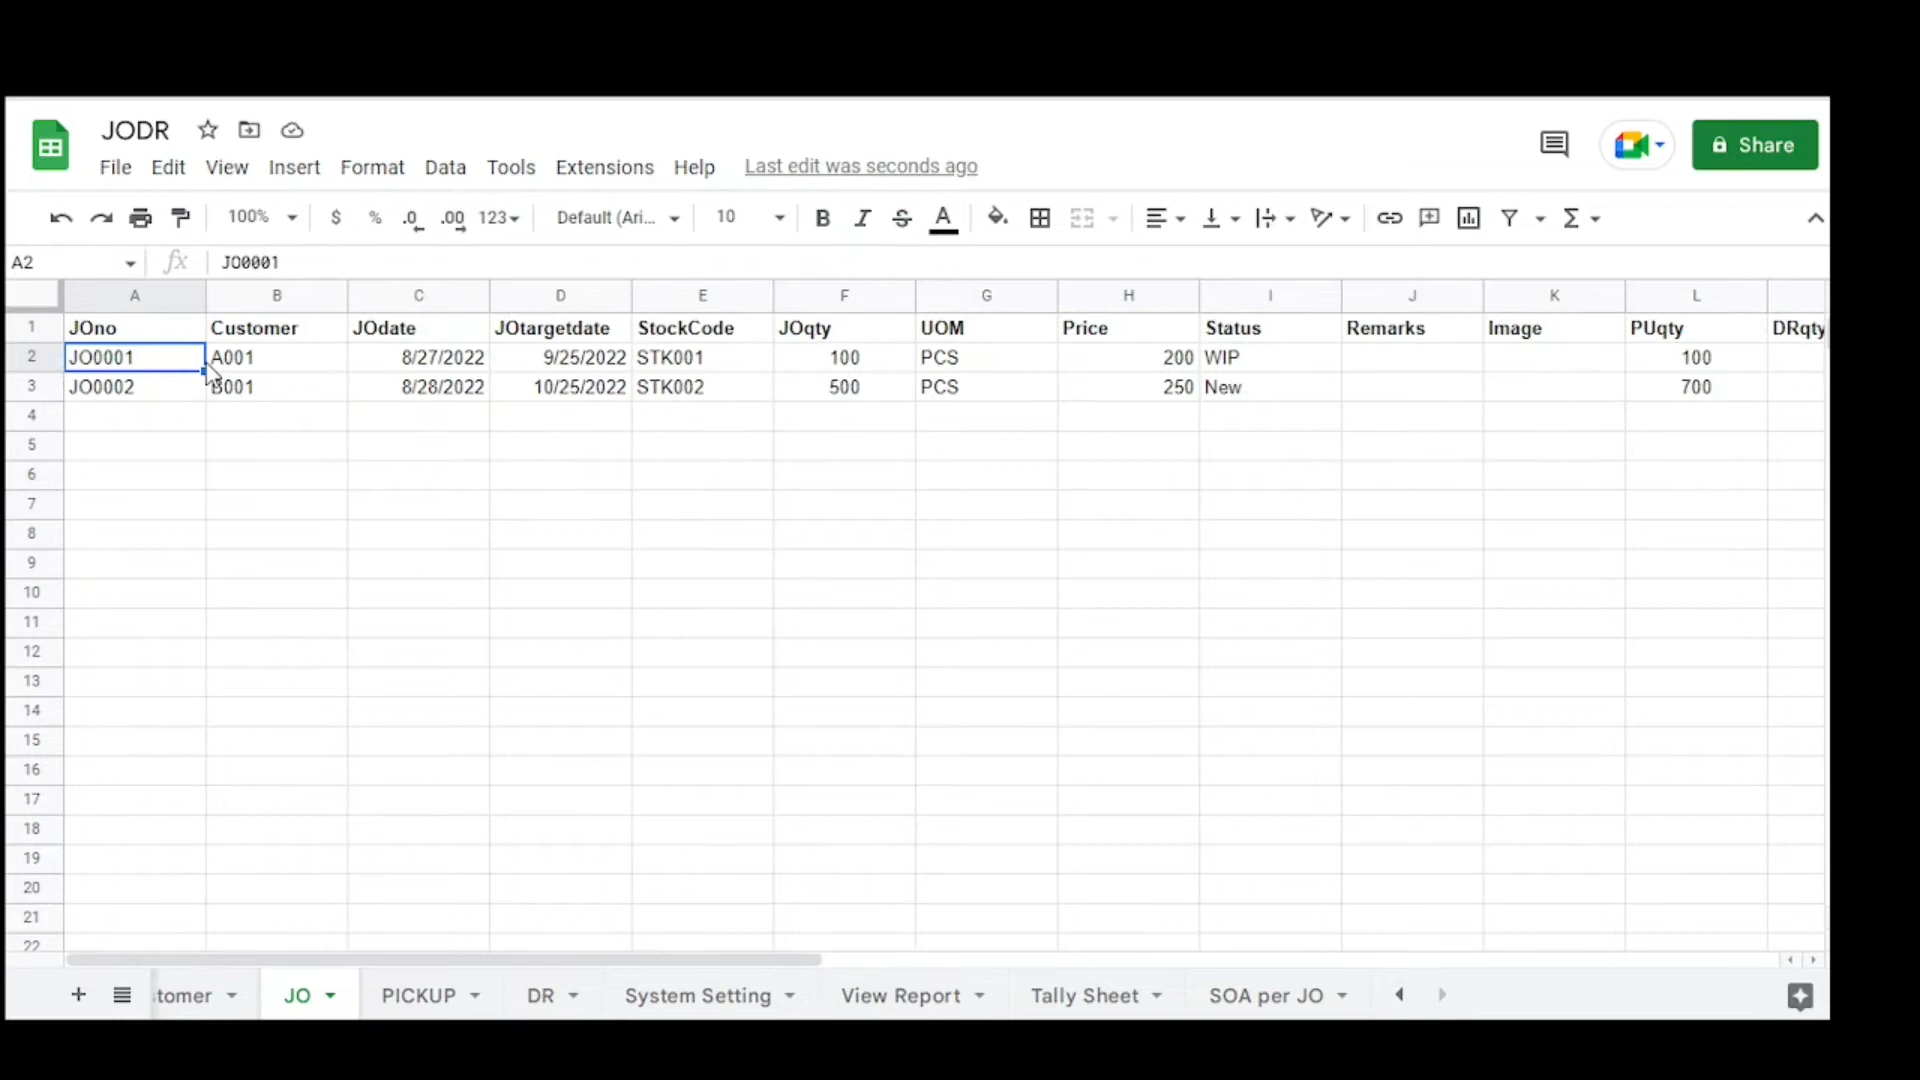 JODR
File Edit View Insert Format Data Tools Extensions Help Last edit was seconds ago
Share
100% $ % .0 .00 123 Default (Ari... 10 B I S A
A2 fx JO0001
A B C D E F G H I J K L
1 JOno Customer JOdate JOtargetdate StockCode JOqty UOM Price Status Remarks Image PUqty DRqty
2 JO0001 A001 8/27/2022 9/25/2022 STK001 100 PCS 200 WIP 100
3 JO0002 B001 8/28/2022 10/25/2022 STK002 500 PCS 250 New 700
4
5
6
7
8
9
10
11
12
13
14
15
16
17
18
19
20
21
22
stomer JO PICKUP DR System Setting View Report Tally Sheet SOA per JO